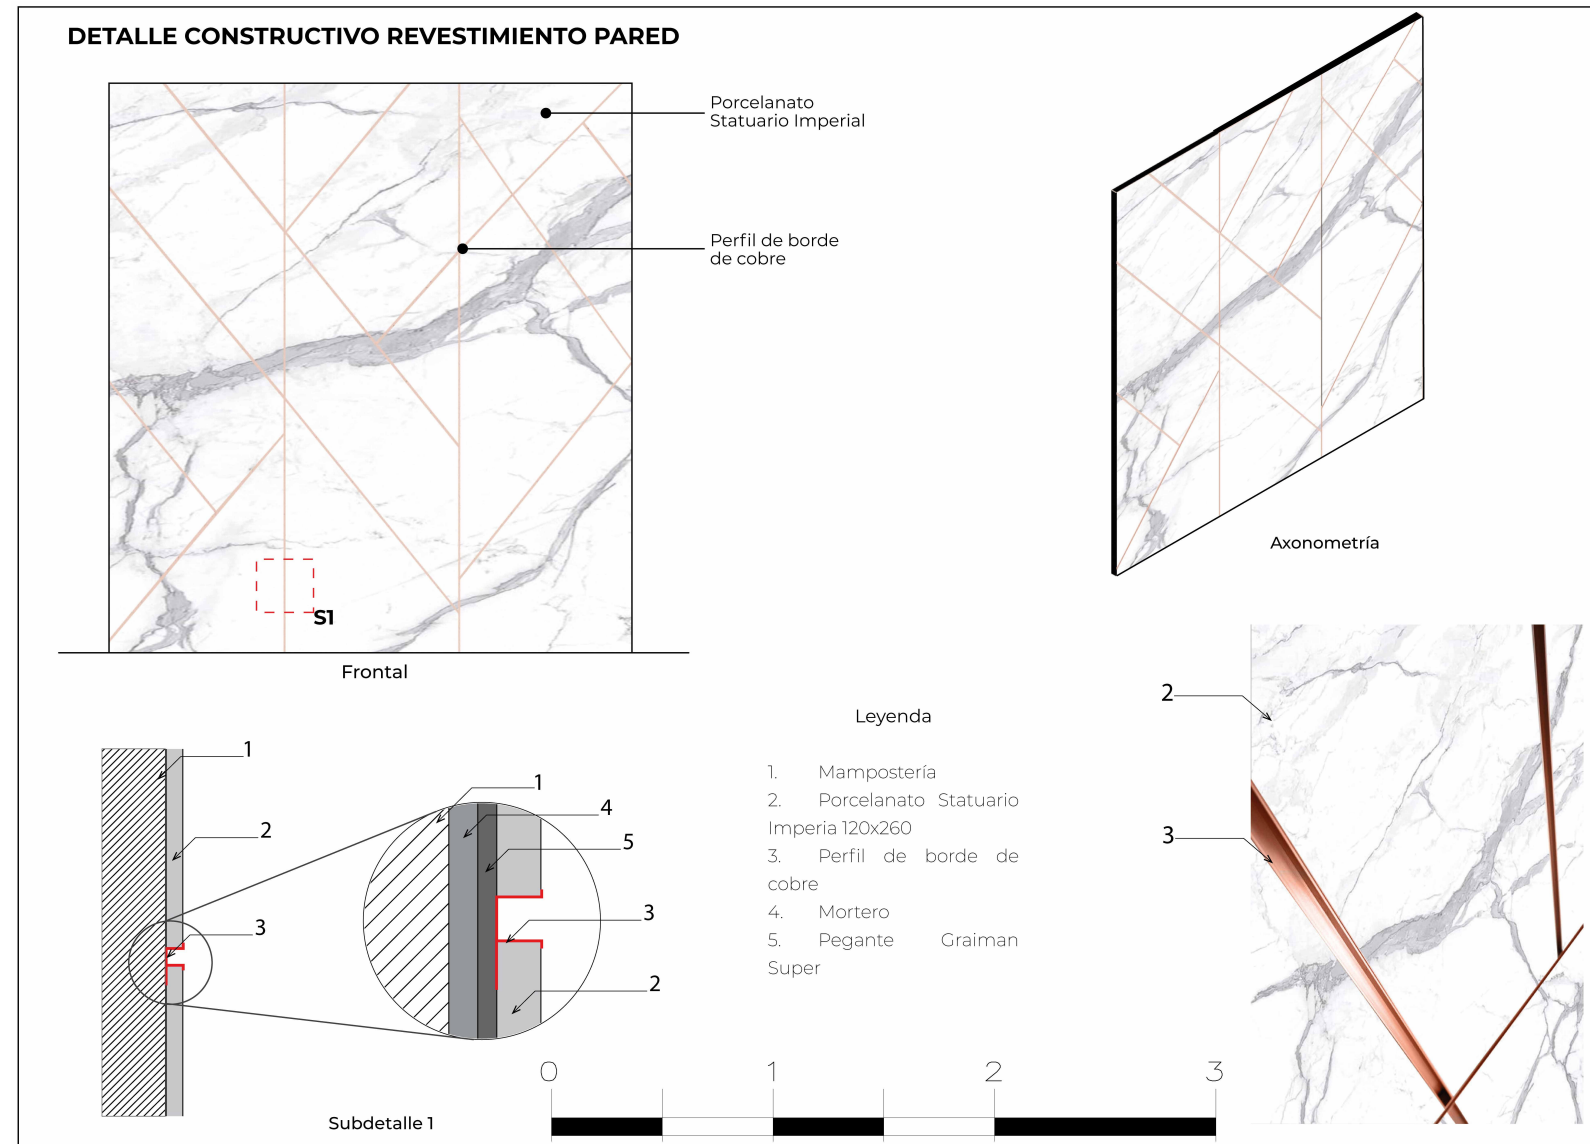 DETALLE CONSTRUCTIVO REVESTIMIENTO PARED
Porcelanato
Statuario Imperial
Perfil de borde
de cobre
S1
Frontal
Axonometría
1
2
3
1
4
5
3
2
Subdetalle 1
Leyenda
1. Mampostería
2. Porcelanato Statuario
Imperia 120x260
3. Perfil de borde de
cobre
4. Mortero
5. Pegante Graiman
Super
2
3
0 1 2 3